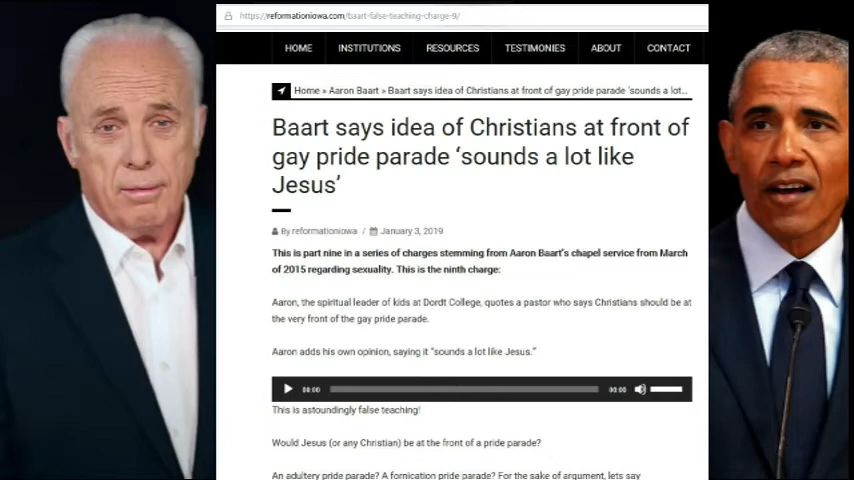 https://reformationiowa.com/baart-false-teaching-charge-9/
HOME INSTITUTIONS RESOURCES TESTIMONIES ABOUT CONTACT
Home » Aaron Baart » Baart says idea of Christians at front of gay pride parade ‘sounds a lot...
Baart says idea of Christians at front of
gay pride parade ‘sounds a lot like
Jesus’
By reformationiowa / January 3, 2019
This is part nine in a series of charges stemming from Aaron Baart's chapel service from March
of 2015 regarding sexuality. This is the ninth charge:
Aaron, the spiritual leader of kids at Dordt College, quotes a pastor who says Christians should be at
the very front of the gay pride parade.
Aaron adds his own opinion, saying it “sounds a lot like Jesus.”
00:00 00:00
This is astoundingly false teaching!
Would Jesus (or any Christian) be at the front of a pride parade?
An adultery pride parade? A fornication pride parade? For the sake of argument, lets say